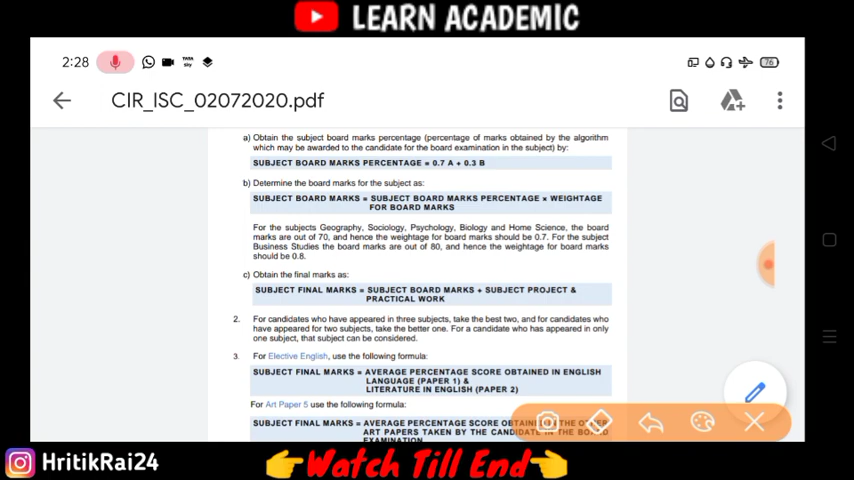 LEARN ACADEMIC
2:28
TATA
sky
76
CIR_ISC_02072020.pdf
a) Obtain the subject board marks percentage (percentage of marks obtained by the algorithm
which may be awarded to the candidate for the board examination in the subject) by:
SUBJECT BOARD MARKS PERCENTAGE = 0.7 A + 0.3 B
b) Determine the board marks for the subject as:
SUBJECT BOARD MARKS = SUBJECT BOARD MARKS PERCENTAGE × WEIGHTAGE
FOR BOARD MARKS
For the subjects Geography, Sociology, Psychology, Biology and Home Science, the board
marks are out of 70, and hence the weightage for board marks should be 0.7. For the subject
Business Studies the board marks are out of 80, and hence the weightage for board marks
should be 0.8.
c) Obtain the final marks as:
SUBJECT FINAL MARKS = SUBJECT BOARD MARKS + SUBJECT PROJECT &
PRACTICAL WORK
2. For candidates who have appeared in three subjects, take the best two, and for candidates who
have appeared for two subjects, take the better one. For a candidate who has appeared in only
one subject, that subject can be considered.
3. For Elective English, use the following formula:
SUBJECT FINAL MARKS = AVERAGE PERCENTAGE SCORE OBTAINED IN ENGLISH
LANGUAGE (PAPER 1) &
LITERATURE IN ENGLISH (PAPER 2)
For Art Paper 5 use the following formula:
SUBJECT FINAL MARKS = AVERAGE PERCENTAGE SCORE OBTAINED IN THE OTHER
ART PAPERS TAKEN BY THE CANDIDATE IN THE BOARD
EXAMINATION
HritikRai24
Watch Till End